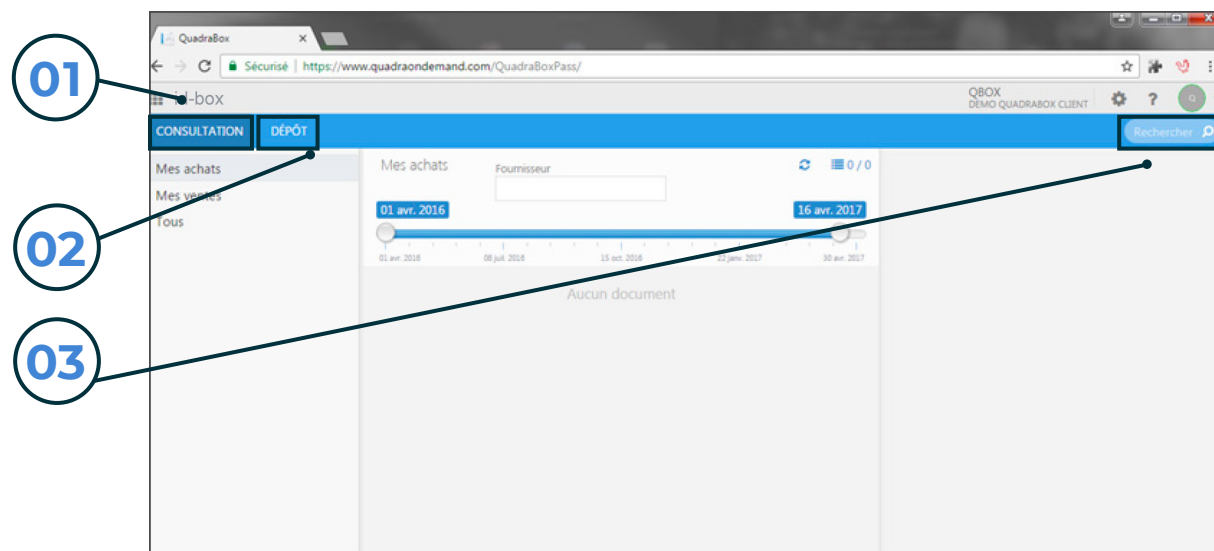 QuadraBox
Sécurisé | https://www.quadraondemand.com/QuadraBoxPass/
01
id-box
QBOX
DEMO QUADRABOX CLIENT
?
CONSULTATION
DÉPÔT
Rechercher
Mes achats
Mes ventes
Tous
Mes achats
Fournisseur
0 / 0
01 avr. 2016
16 avr. 2017
01 avr. 2016
08 juil. 2016
15 oct. 2016
22 janv. 2017
30 avr. 2017
02
Aucun document
03